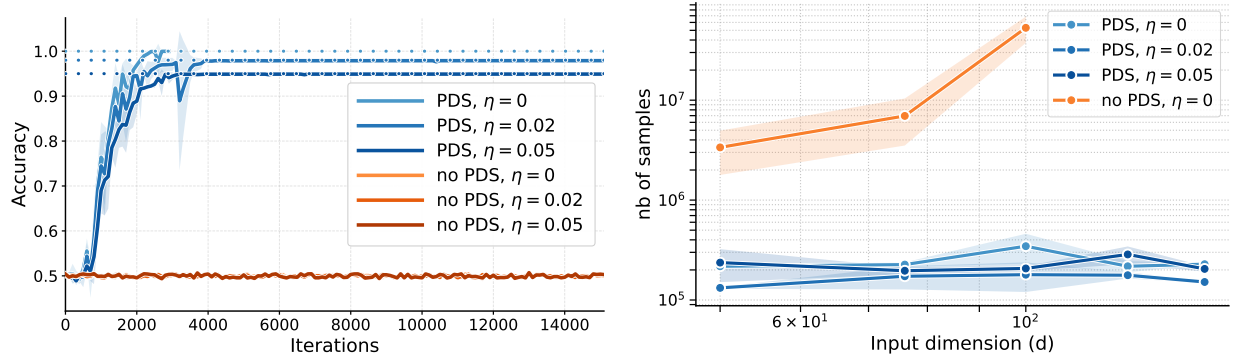 1.0
0.9
0.8
0.7
0.6
0.5
Accuracy
PDS, η = 0
PDS, η = 0.02
PDS, η = 0.05
no PDS, η = 0
no PDS, η = 0.02
no PDS, η = 0.05
0 2000 4000 6000 8000 10000 12000 14000
Iterations
10⁷
10⁶
10⁵
nb of samples
PDS, η = 0
PDS, η = 0.02
PDS, η = 0.05
no PDS, η = 0
6 × 10¹ 10²
Input dimension (d)